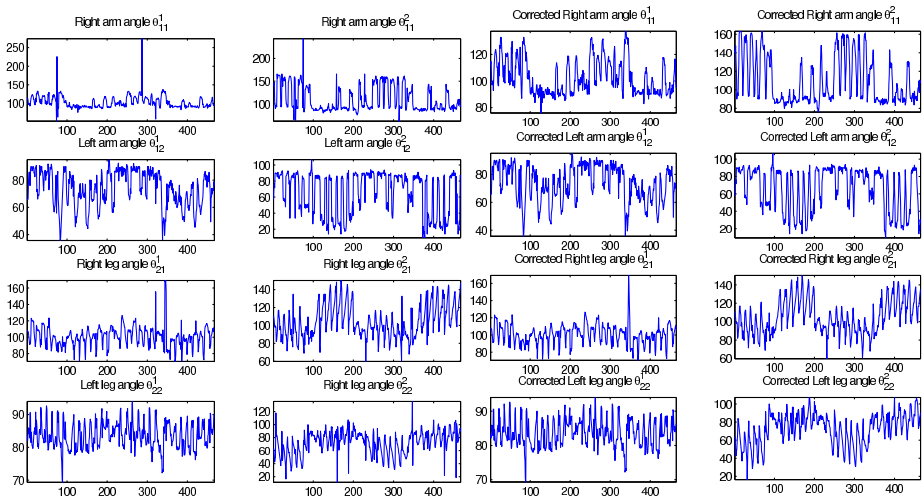 Right arm angle θ¹₁₁
Right arm angle θ²₁₁
Corrected Right arm angle θ¹₁₁
Corrected Right arm angle θ²₁₁
250
200
150
100
100 200 300 400
200
150
100
100 200 300 400
120
100
80
100 200 300 400
160
140
120
100
80
100 200 300 400
Left arm angle θ¹₁₂
Left arm angle θ²₁₂
Corrected Left arm angle θ¹₁₂
Corrected Left arm angle θ²₁₂
80
60
40
100 200 300 400
100
80
60
40
20
100 200 300 400
80
60
40
100 200 300 400
100
80
60
40
20
100 200 300 400
Right leg angle θ¹₂₁
Right leg angle θ²₂₁
Corrected Right leg angle θ¹₂₁
Corrected Right leg angle θ²₂₁
160
140
120
100
80
100 200 300 400
140
120
100
80
60
100 200 300 400
160
140
120
100
80
100 200 300 400
140
120
100
80
60
100 200 300 400
Left leg angle θ¹₂₂
Right leg angle θ²₂₂
Corrected Left leg angle θ¹₂₂
Corrected Left leg angle θ²₂₂
90
80
70
100 200 300 400
120
100
80
60
40
20
100 200 300 400
90
80
70
100 200 300 400
100
80
60
40
20
100 200 300 400